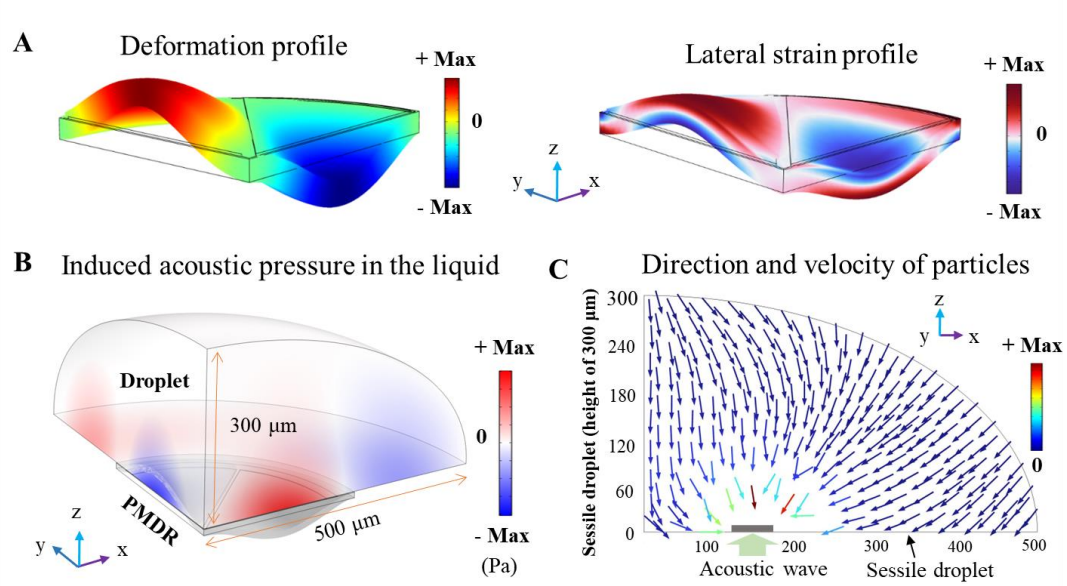 A
Deformation profile
+ Max
0
- Max
Lateral strain profile
+ Max
0
- Max
z
y
x
B
Induced acoustic pressure in the liquid
Droplet
300 µm
PMDR
500 µm
z
y
x
+ Max
0
- Max
(Pa)
C
Direction and velocity of particles
Sessile droplet (height of 300 µm)
300
240
180
120
60
0
z
y
x
+ Max
0
100
200
300
400
500
Acoustic wave
Sessile droplet